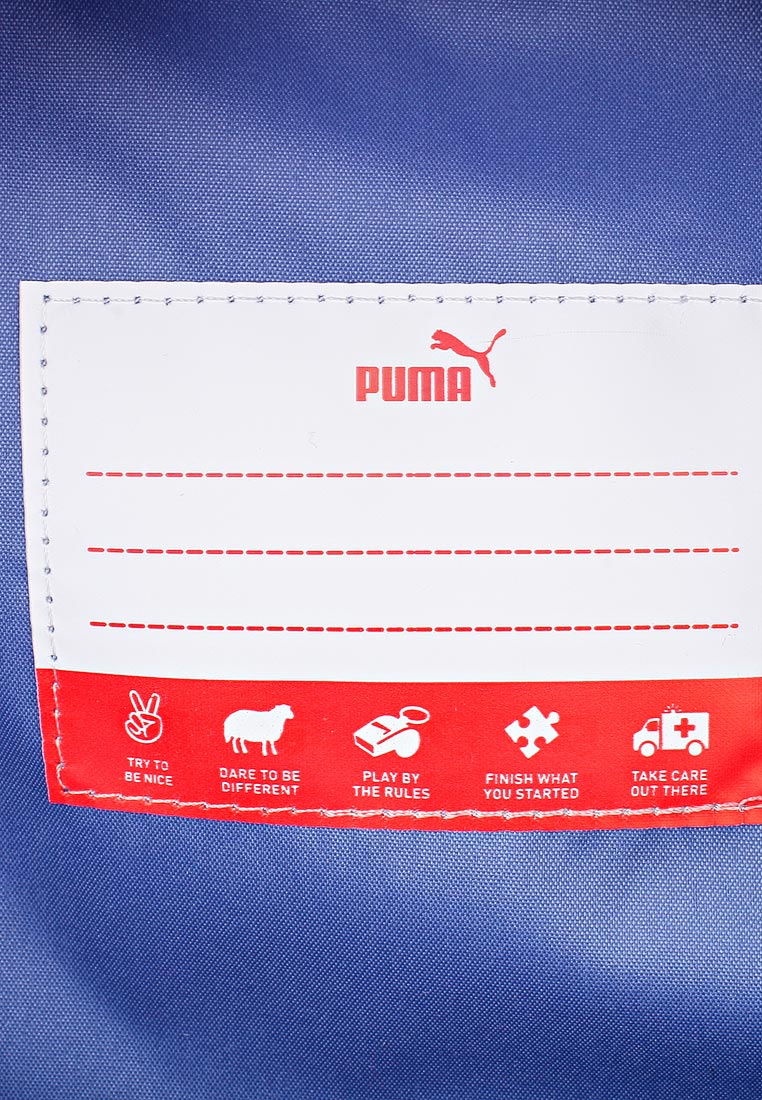 PUMA
TRY TO
BE NICE
DARE TO BE
DIFFERENT
PLAY BY
THE RULES
FINISH WHAT
YOU STARTED
TAKE CARE
OUT THERE